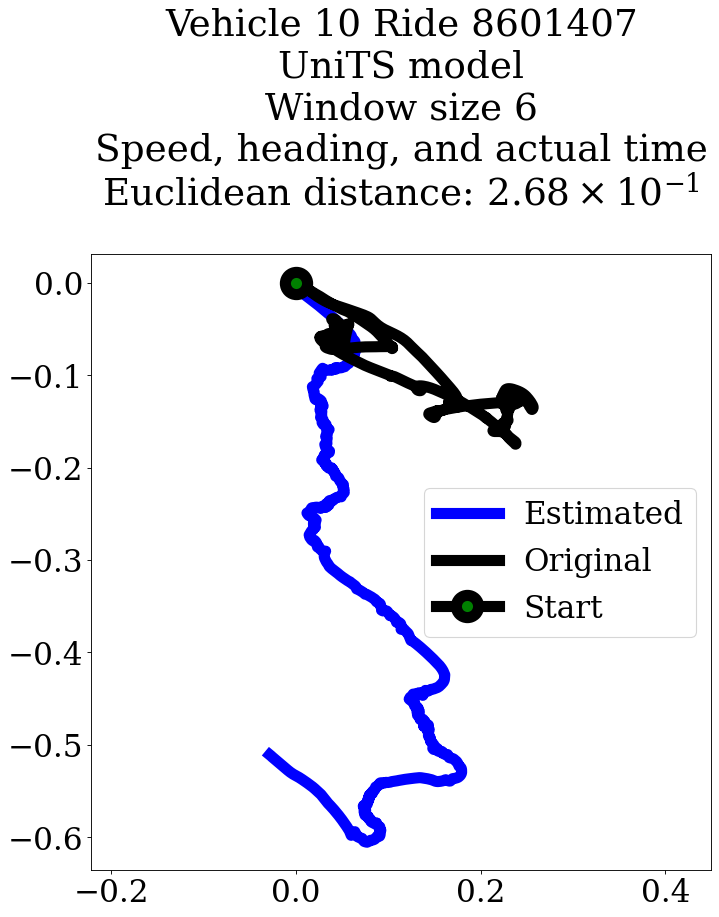 Vehicle 10 Ride 8601407
UniTS model
Window size 6
Speed, heading, and actual time
Euclidean distance: 2.68 × 10⁻¹
0.0
−0.1
−0.2
−0.3
−0.4
−0.5
−0.6
Estimated
Original
Start
−0.2 0.0 0.2 0.4